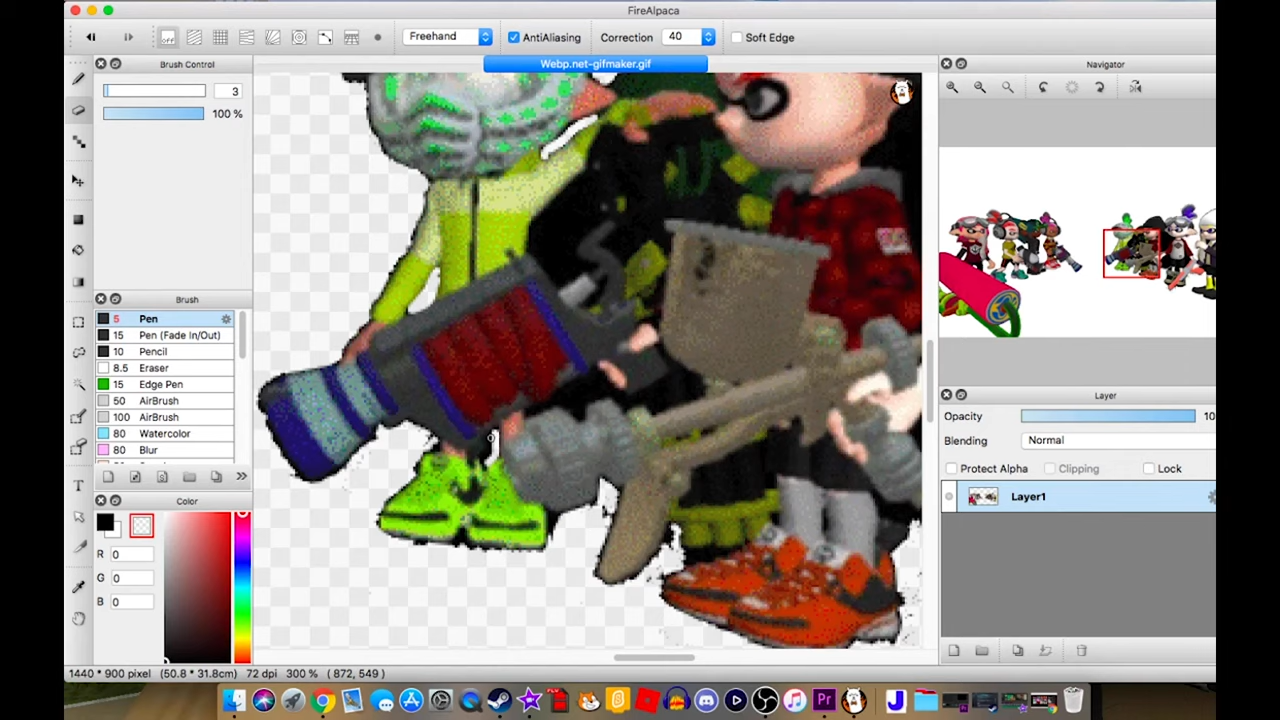 FireAlpaca
OFF Freehand AntiAliasing Correction 40 Soft Edge
Brush Control
Webp.net-gifmaker.gif
Navigator
3
100 %
Brush
5 Pen
15 Pen (Fade In/Out)
10 Pencil
8.5 Eraser
15 Edge Pen
50 AirBrush
100 AirBrush
80 Watercolor
80 Blur
Color
R 0
G 0
B 0
Layer
Opacity 10
Blending Normal
Protect Alpha Clipping Lock
Layer1
1440 * 900 pixel (50.8 * 31.8cm) 72 dpi 300 % ( 872, 549 )